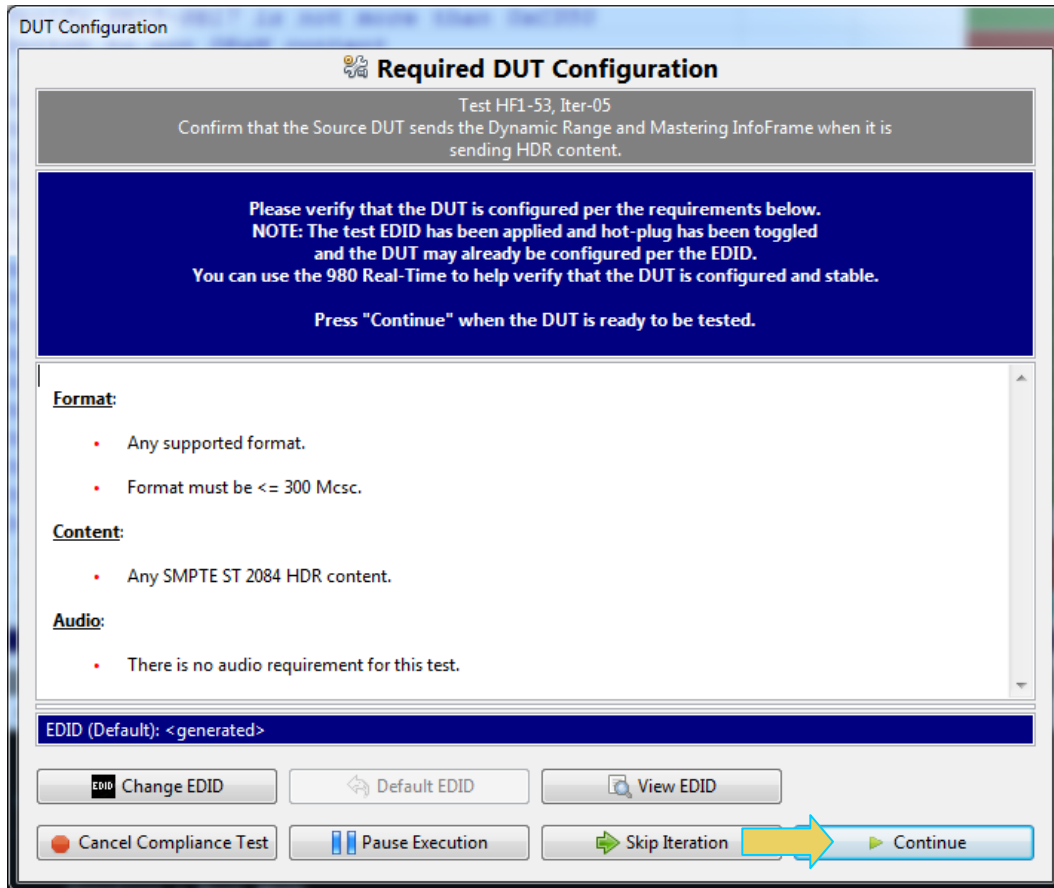 DUT Configuration
Required DUT Configuration
Test HF1-53, Iter-05
Confirm that the Source DUT sends the Dynamic Range and Mastering InfoFrame when it is
sending HDR content.
Please verify that the DUT is configured per the requirements below.
NOTE: The test EDID has been applied and hot-plug has been toggled
and the DUT may already be configured per the EDID.
You can use the 980 Real-Time to help verify that the DUT is configured and stable.
Press "Continue" when the DUT is ready to be tested.
Format:
• Any supported format.
• Format must be <= 300 Mcsc.
Content:
• Any SMPTE ST 2084 HDR content.
Audio:
• There is no audio requirement for this test.
EDID (Default): <generated>
EDID Change EDID
Default EDID
View EDID
Cancel Compliance Test
Pause Execution
Skip Iteration
Continue